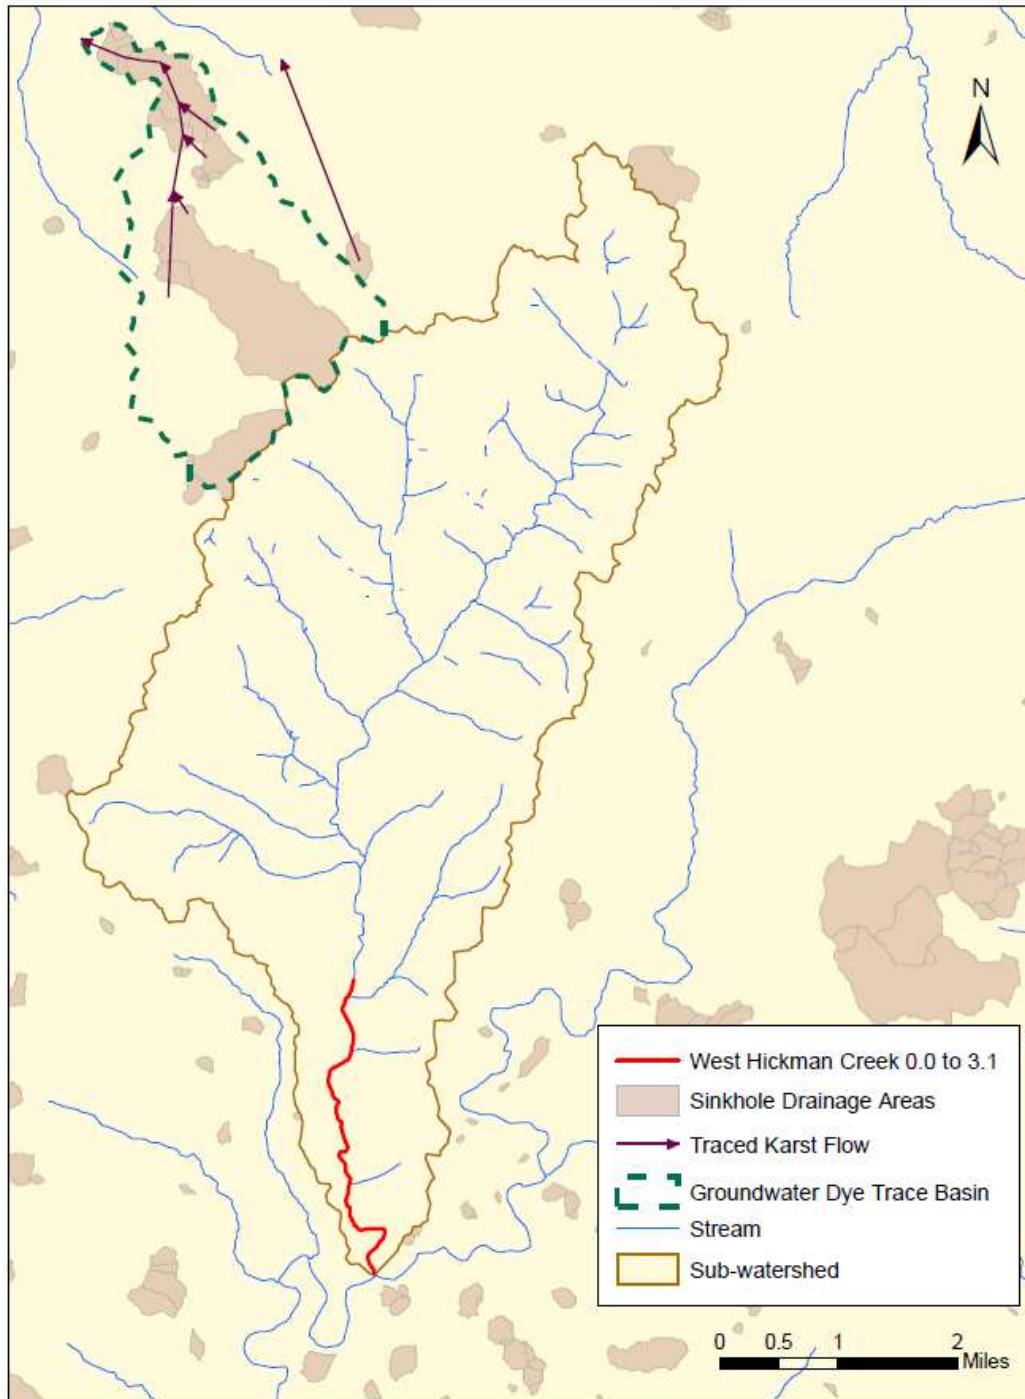 N
West Hickman Creek 0.0 to 3.1
Sinkhole Drainage Areas
Traced Karst Flow
Groundwater Dye Trace Basin
Stream
Sub-watershed
0 0.5 1 2
Miles